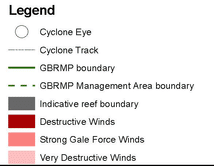 Legend
Cyclone Eye
Cyclone Track
GBRMP boundary
GBRMP Management Area boundary
Indicative reef boundary
Destructive Winds
Strong Gale Force Winds
Very Destructive Winds